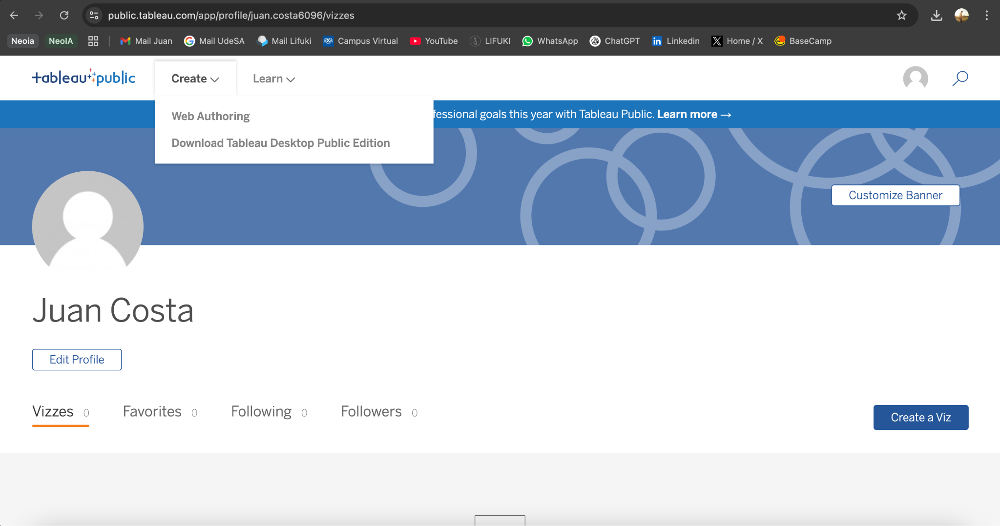 public.tableau.com/app/profile/juan.costa6096/vizzes
Neoia NeoIA Mail Juan Mail UdeSA Mail Lifuki Campus Virtual YouTube LIFUKI WhatsApp ChatGPT Linkedin Home / X BaseCamp
tableau public Create Learn
fessional goals this year with Tableau Public. Learn more →
Web Authoring
Download Tableau Desktop Public Edition
Customize Banner
Juan Costa
Edit Profile
Vizzes 0 Favorites 0 Following 0 Followers 0
Create a Viz